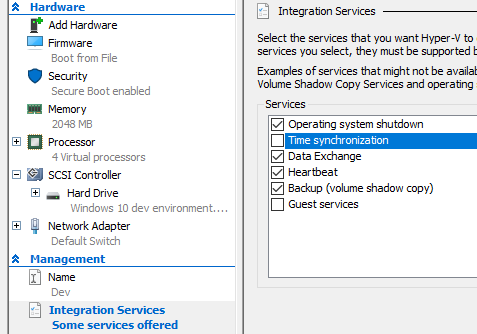 Hardware
Add Hardware
Firmware
Boot from File
Security
Secure Boot enabled
Memory
2048 MB
Processor
4 Virtual processors
SCSI Controller
Hard Drive
Windows 10 dev environment....
Network Adapter
Default Switch
Management
Name
Dev
Integration Services
Some services offered
Integration Services
Select the services that you want Hyper-V to
services you select, they must be supported b
Examples of services that might not be availab
Volume Shadow Copy Services and operating
Services
Operating system shutdown
Time synchronization
Data Exchange
Heartbeat
Backup (volume shadow copy)
Guest services